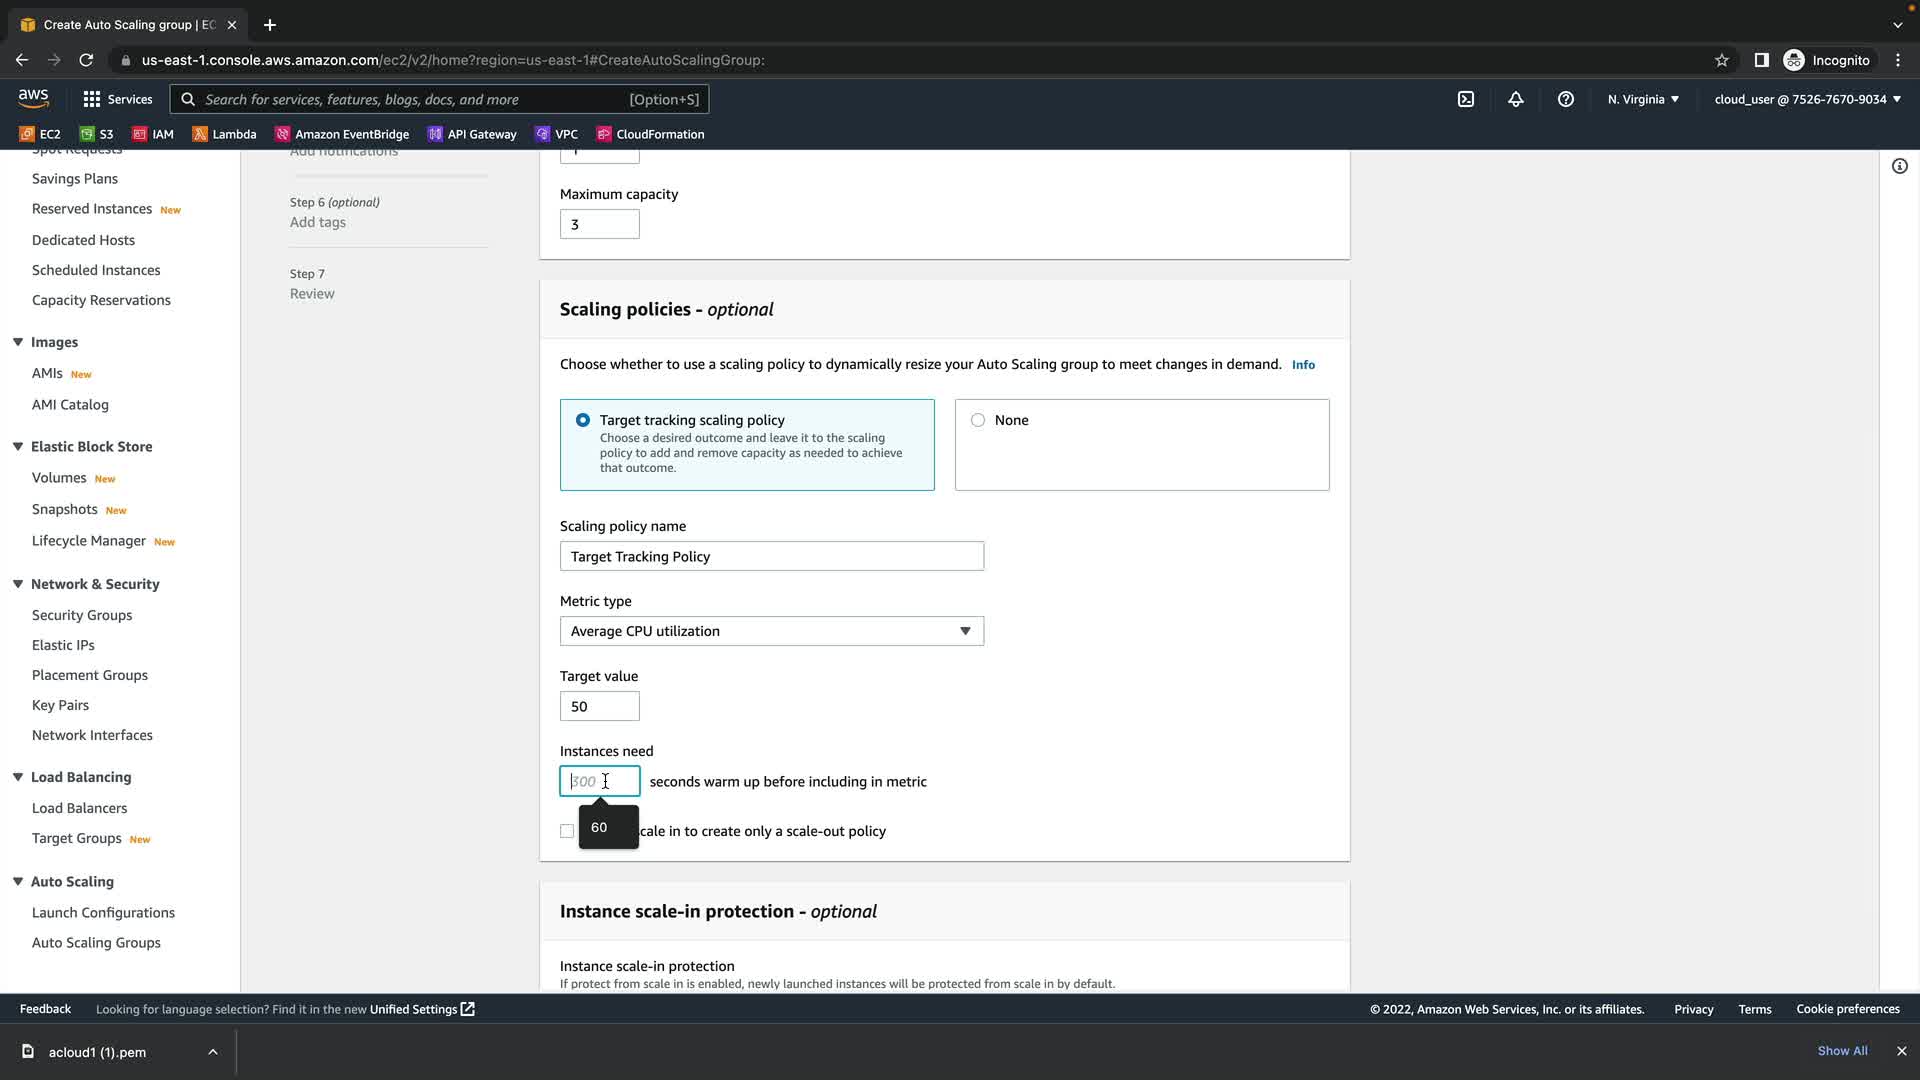 Create Auto Scaling group | EC
us-east-1.console.aws.amazon.com/ec2/v2/home?region=us-east-1#CreateAutoScalingGroup:
Incognito
aws
Services
Search for services, features, blogs, docs, and more
[Option+S]
N. Virginia
cloud_user @ 7526-7670-9034
EC2
S3
IAM
Lambda
Amazon EventBridge
API Gateway
VPC
CloudFormation
Spot Requests
Savings Plans
Reserved Instances New
Dedicated Hosts
Scheduled Instances
Capacity Reservations
Images
AMIs New
AMI Catalog
Elastic Block Store
Volumes New
Snapshots New
Lifecycle Manager New
Network & Security
Security Groups
Elastic IPs
Placement Groups
Key Pairs
Network Interfaces
Load Balancing
Load Balancers
Target Groups New
Auto Scaling
Launch Configurations
Auto Scaling Groups
Add notifications
Step 6 (optional)
Add tags
Step 7
Review
1
Maximum capacity
3
Scaling policies - optional
Choose whether to use a scaling policy to dynamically resize your Auto Scaling group to meet changes in demand. Info
Target tracking scaling policy
Choose a desired outcome and leave it to the scaling
policy to add and remove capacity as needed to achieve
that outcome.
None
Scaling policy name
Target Tracking Policy
Metric type
Average CPU utilization
Target value
50
Instances need
300 seconds warm up before including in metric
60
scale in to create only a scale-out policy
Instance scale-in protection - optional
Instance scale-in protection
If protect from scale in is enabled, newly launched instances will be protected from scale in by default.
Feedback
Looking for language selection? Find it in the new Unified Settings
© 2022, Amazon Web Services, Inc. or its affiliates.
Privacy
Terms
Cookie preferences
acloud1 (1).pem
Show All